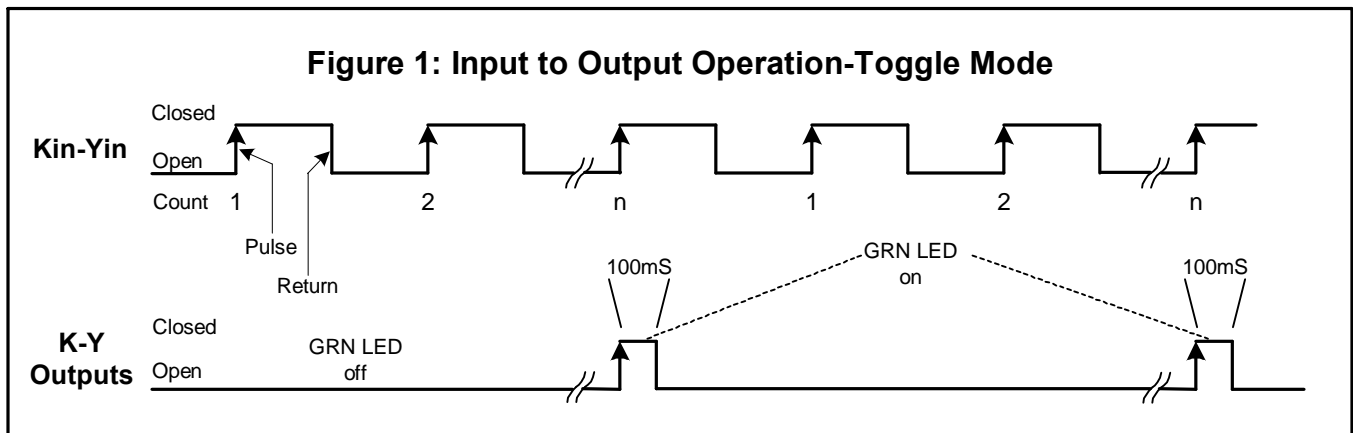 Figure 1: Input to Output Operation-Toggle Mode
Kin-Yin
Closed
Open
Count 1 2 n 1 2 n
Pulse
Return
100mS
GRN LED
on
100mS
K-Y
Outputs
Closed
Open
GRN LED
off